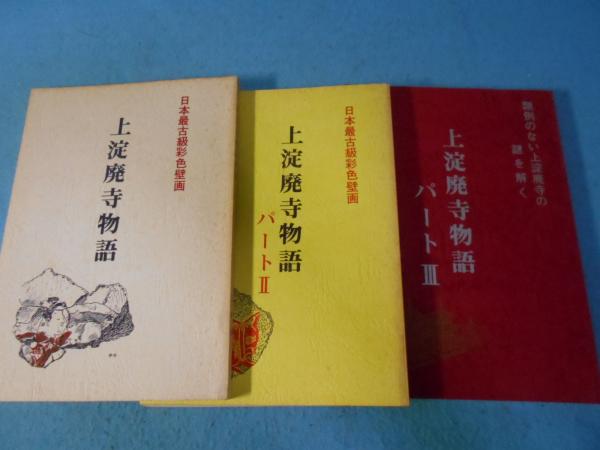 日本最古級彩色壁画
上淀廃寺物語
日本最古級彩色壁画
上淀廃寺物語
パートⅡ
類例のない上淀廃寺の
謎を解く
上淀廃寺物語
パートⅢ